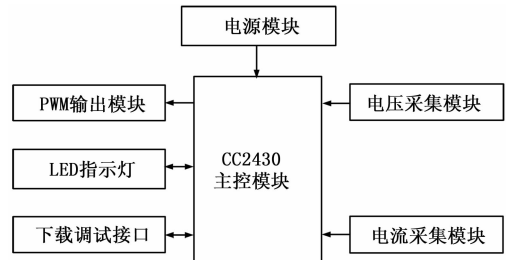 电源模块
PWM输出模块
电压采集模块
LED指示灯
CC2430
主控模块
下载调试接口
电流采集模块